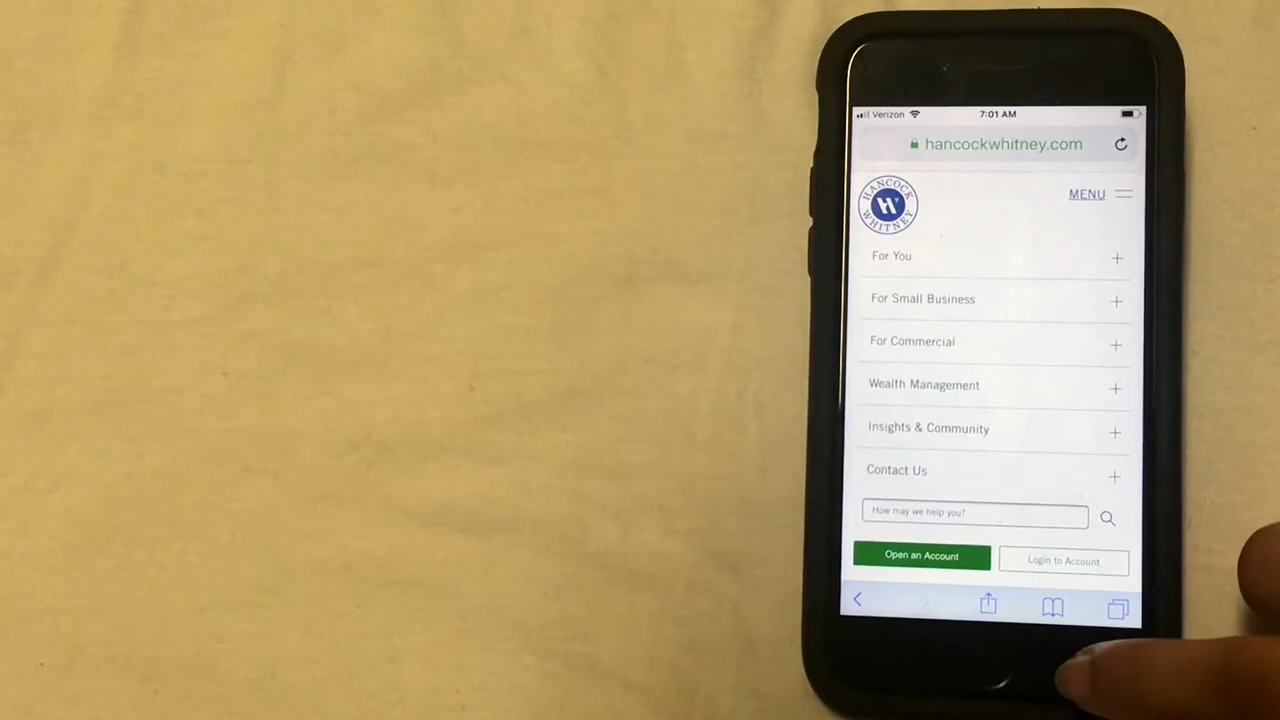 Verizon 7:01 AM
hancockwhitney.com
HANCOCK WHITNEY
MENU
For You
For Small Business
For Commercial
Wealth Management
Insights & Community
Contact Us
How may we help you?
Open an Account Login to Account